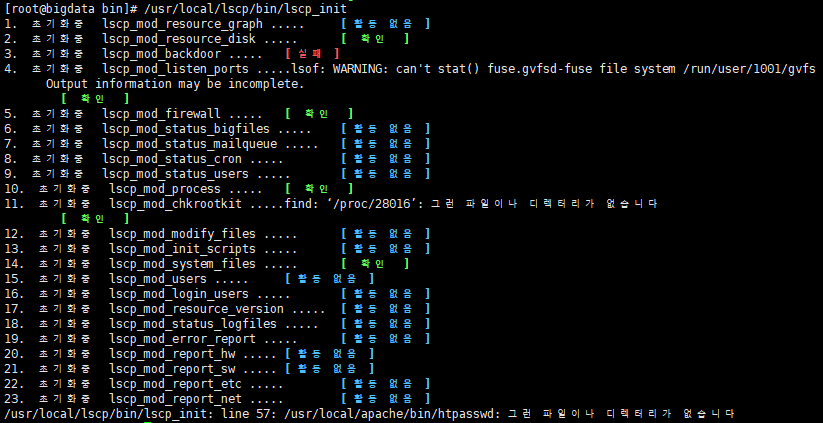 [root@bigdata bin]# /usr/local/lscp/bin/lscp_init
1. 초기화중 lscp_mod_resource_graph ..... [ 활동 없음 ]
2. 초기화중 lscp_mod_resource_disk ..... [ 확인 ]
3. 초기화중 lscp_mod_backdoor ..... [ 실패 ]
4. 초기화중 lscp_mod_listen_ports .....lsof: WARNING: can't stat() fuse.gvfsd-fuse file system /run/user/1001/gvfs
Output information may be incomplete.
[ 확인 ]
5. 초기화중 lscp_mod_firewall ..... [ 확인 ]
6. 초기화중 lscp_mod_status_bigfiles ..... [ 활동 없음 ]
7. 초기화중 lscp_mod_status_mailqueue ..... [ 활동 없음 ]
8. 초기화중 lscp_mod_status_cron ..... [ 활동 없음 ]
9. 초기화중 lscp_mod_status_users ..... [ 활동 없음 ]
10. 초기화중 lscp_mod_process ..... [ 확인 ]
11. 초기화중 lscp_mod_chkrootkit .....find: ‘/proc/28016’: 그런 파일이나 디렉터리가 없습니다
[ 확인 ]
12. 초기화중 lscp_mod_modify_files ..... [ 활동 없음 ]
13. 초기화중 lscp_mod_init_scripts ..... [ 활동 없음 ]
14. 초기화중 lscp_mod_system_files ..... [ 확인 ]
15. 초기화중 lscp_mod_users ..... [ 활동 없음 ]
16. 초기화중 lscp_mod_login_users ..... [ 활동 없음 ]
17. 초기화중 lscp_mod_resource_version ..... [ 활동 없음 ]
18. 초기화중 lscp_mod_status_logfiles ..... [ 활동 없음 ]
19. 초기화중 lscp_mod_error_report ..... [ 활동 없음 ]
20. 초기화중 lscp_mod_report_hw ..... [ 활동 없음 ]
21. 초기화중 lscp_mod_report_sw ..... [ 활동 없음 ]
22. 초기화중 lscp_mod_report_etc ..... [ 활동 없음 ]
23. 초기화중 lscp_mod_report_net ..... [ 활동 없음 ]
/usr/local/lscp/bin/lscp_init: line 57: /usr/local/apache/bin/htpasswd: 그런 파일이나 디렉터리가 없습니다